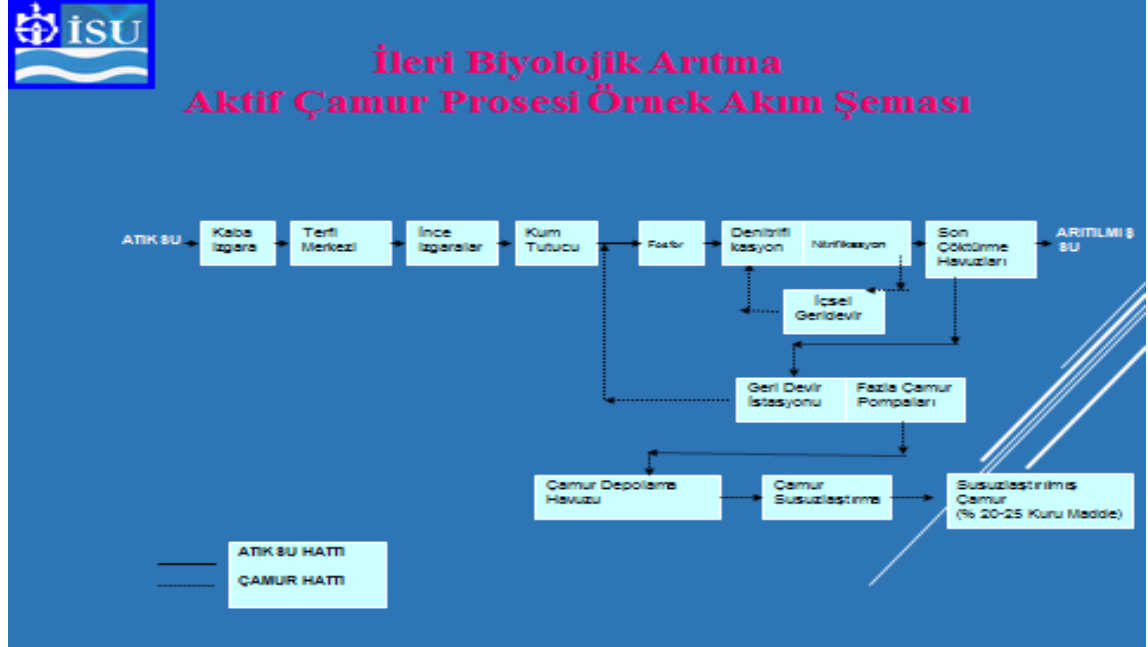 İSU
İleri Biyolojik Arıtma
Aktif Çamur Prosesi Örnek Akım Şeması
ATIK SU
Kaba
Izgara
Terfi
Merkezi
İnce
Izgaralar
Kum
Tutucu
Fosfor
Denitrifi
kasyon
Nitrifikasyon
Son
Çöktürme
Havuzları
ARITILMIŞ
SU
İçsel
Geridevir
Geri Devir
İstasyonu
Fazla Çamur
Pompaları
Çamur Depolama
Havuzu
Çamur
Susuzlaştırma
Susuzlaştırılmış
Çamur
(% 20-25 Kuru Madde)
ATIKSU HATTI
ÇAMUR HATTI